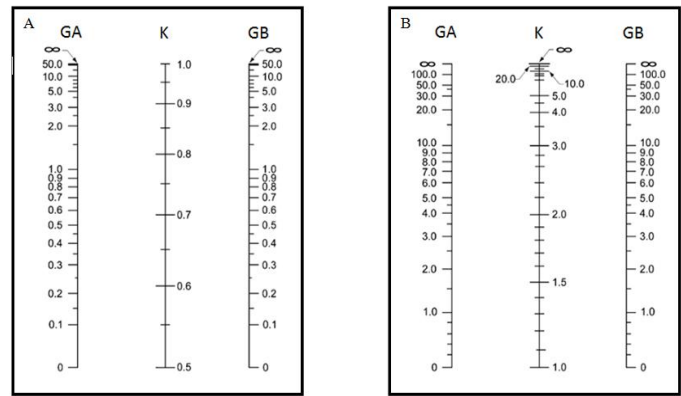 A
GA K GB
∞ ∞
50.0 1.0 50.0
10.0 10.0
5.0 0.9 5.0
3.0 3.0
2.0 2.0
0.8
1.0 1.0
0.9 0.9
0.8 0.8
0.7 0.7
0.7
0.6 0.6
0.5 0.5
0.4 0.4
0.3 0.3
0.6
0.2 0.2
0.1 0.1
0 0.5 0
B
GA K GB
∞
∞ ∞
100.0 20.0 10.0 100.0
50.0 50.0
30.0 5.0 30.0
20.0 4.0 20.0
10.0 3.0 10.0
9.0 9.0
8.0 8.0
7.0 7.0
6.0 6.0
5.0 5.0
4.0 2.0 4.0
3.0 3.0
2.0 2.0
1.5
1.0 1.0
0 1.0 0